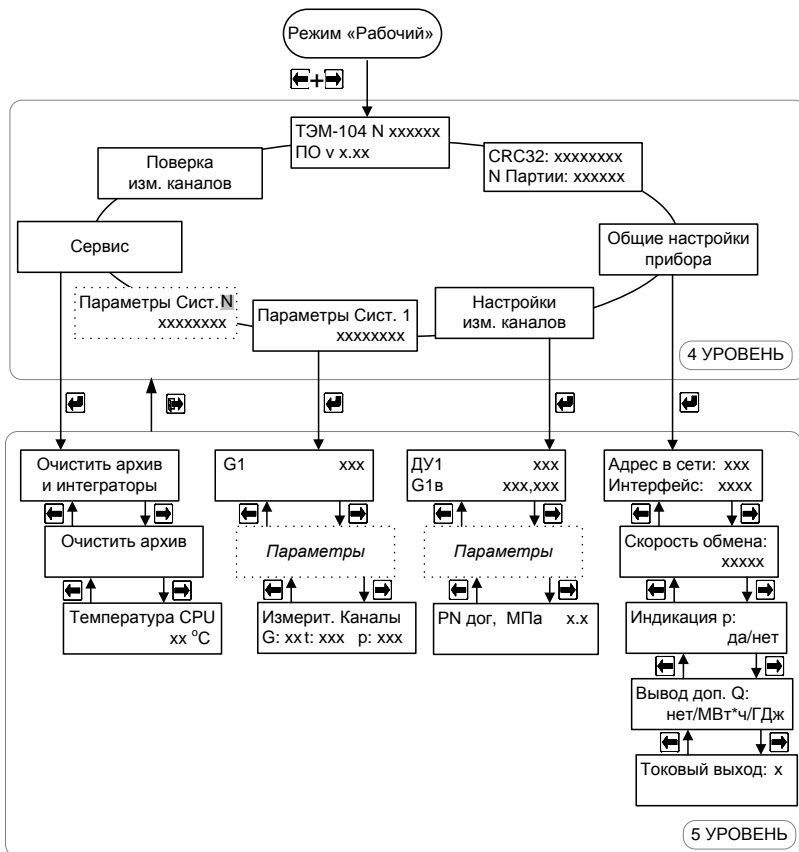 Режим «Рабочий»
+
ТЭМ-104 N xxxxxx
ПО v x.xx
CRC32: xxxxxxxx
N Партии: xxxxxx
Поверка
изм. каналов
Сервис
Общие настройки
прибора
Параметры Сист. N
xxxxxxxx
Параметры Сист. 1
xxxxxxxx
Настройки
изм. каналов
4 УРОВЕНЬ
Очистить архив
и интеграторы
Очистить архив
Температура CPU
xx °C
G1 xxx
Параметры
Измерит. Каналы
G: xx t: xxx p: xxx
ДУ1 xxx
G1в xxx,xxx
Параметры
PN дог, МПа x.x
Адрес в сети: xxx
Интерфейс: xxxx
Скорость обмена:
xxxxx
Индикация р:
да/нет
Вывод доп. Q:
нет/МВт*ч/ГДж
Токовый выход: x
5 УРОВЕНЬ